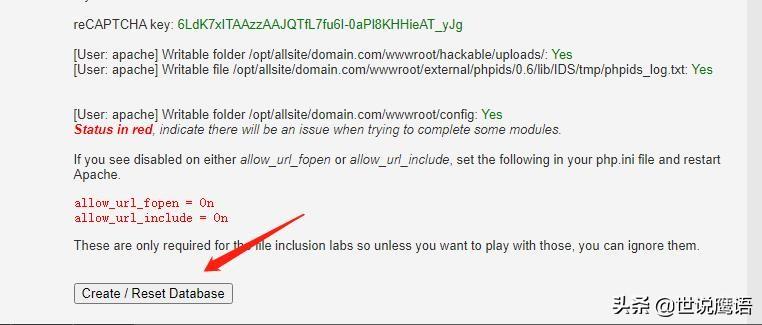 reCAPTCHA key: 6LdK7xITAAzzAAJQTfL7fu6I-0aPl8KHHieAT_yJg
[User: apache] Writable folder /opt/allsite/domain.com/wwwroot/hackable/uploads/: Yes
[User: apache] Writable file /opt/allsite/domain.com/wwwroot/external/phpids/0.6/lib/IDS/tmp/phpids_log.txt: Yes
[User: apache] Writable folder /opt/allsite/domain.com/wwwroot/config: Yes
Status in red, indicate there will be an issue when trying to complete some modules.
If you see disabled on either allow_url_fopen or allow_url_include, set the following in your php.ini file and restart
Apache.
allow_url_fopen = On
allow_url_include = On
These are only required for the file inclusion labs so unless you want to play with those, you can ignore them.
Create / Reset Database
头条 @世说鹰语